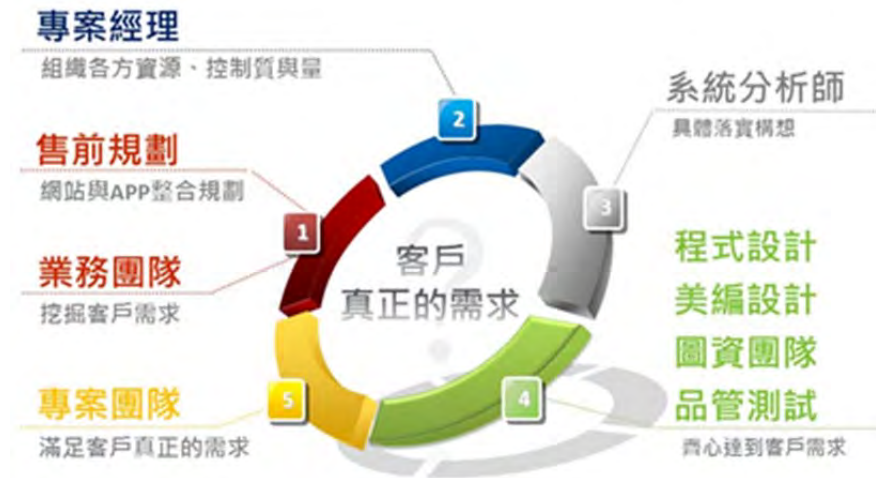 專案經理
組織各方資源、控制質與量
2
系統分析師
具體落實構想
3
售前規劃
網站與APP整合規劃
1
業務團隊
挖掘客戶需求
客戶
真正的需求
?
程式設計
美編設計
圖資團隊
品管測試
齊心達到客戶需求
4
專案團隊
滿足客戶真正的需求
5